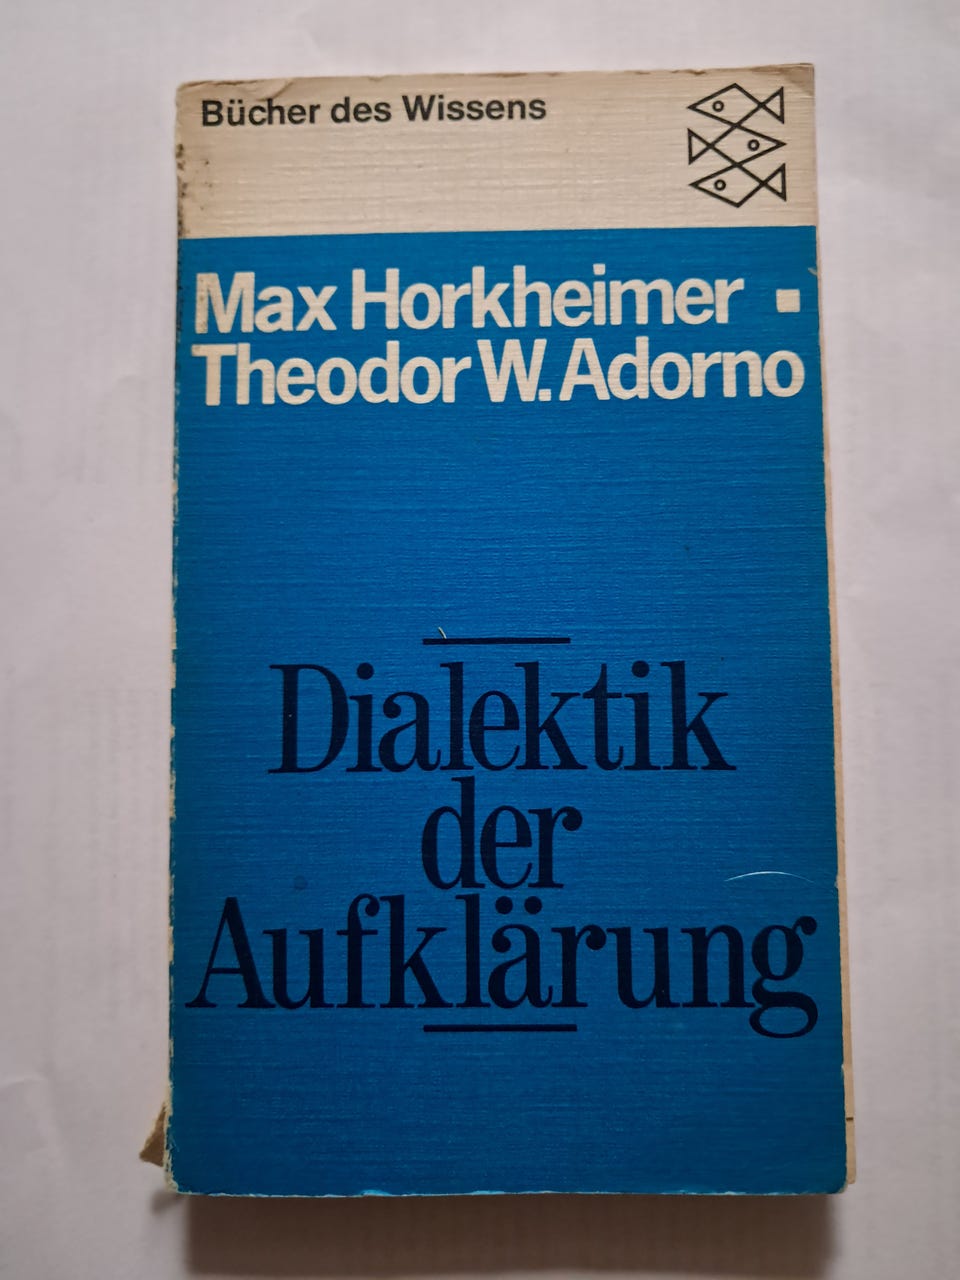 Bücher des Wissens
Max Horkheimer ▪
Theodor W. Adorno
Dialektik
der
Aufklärung